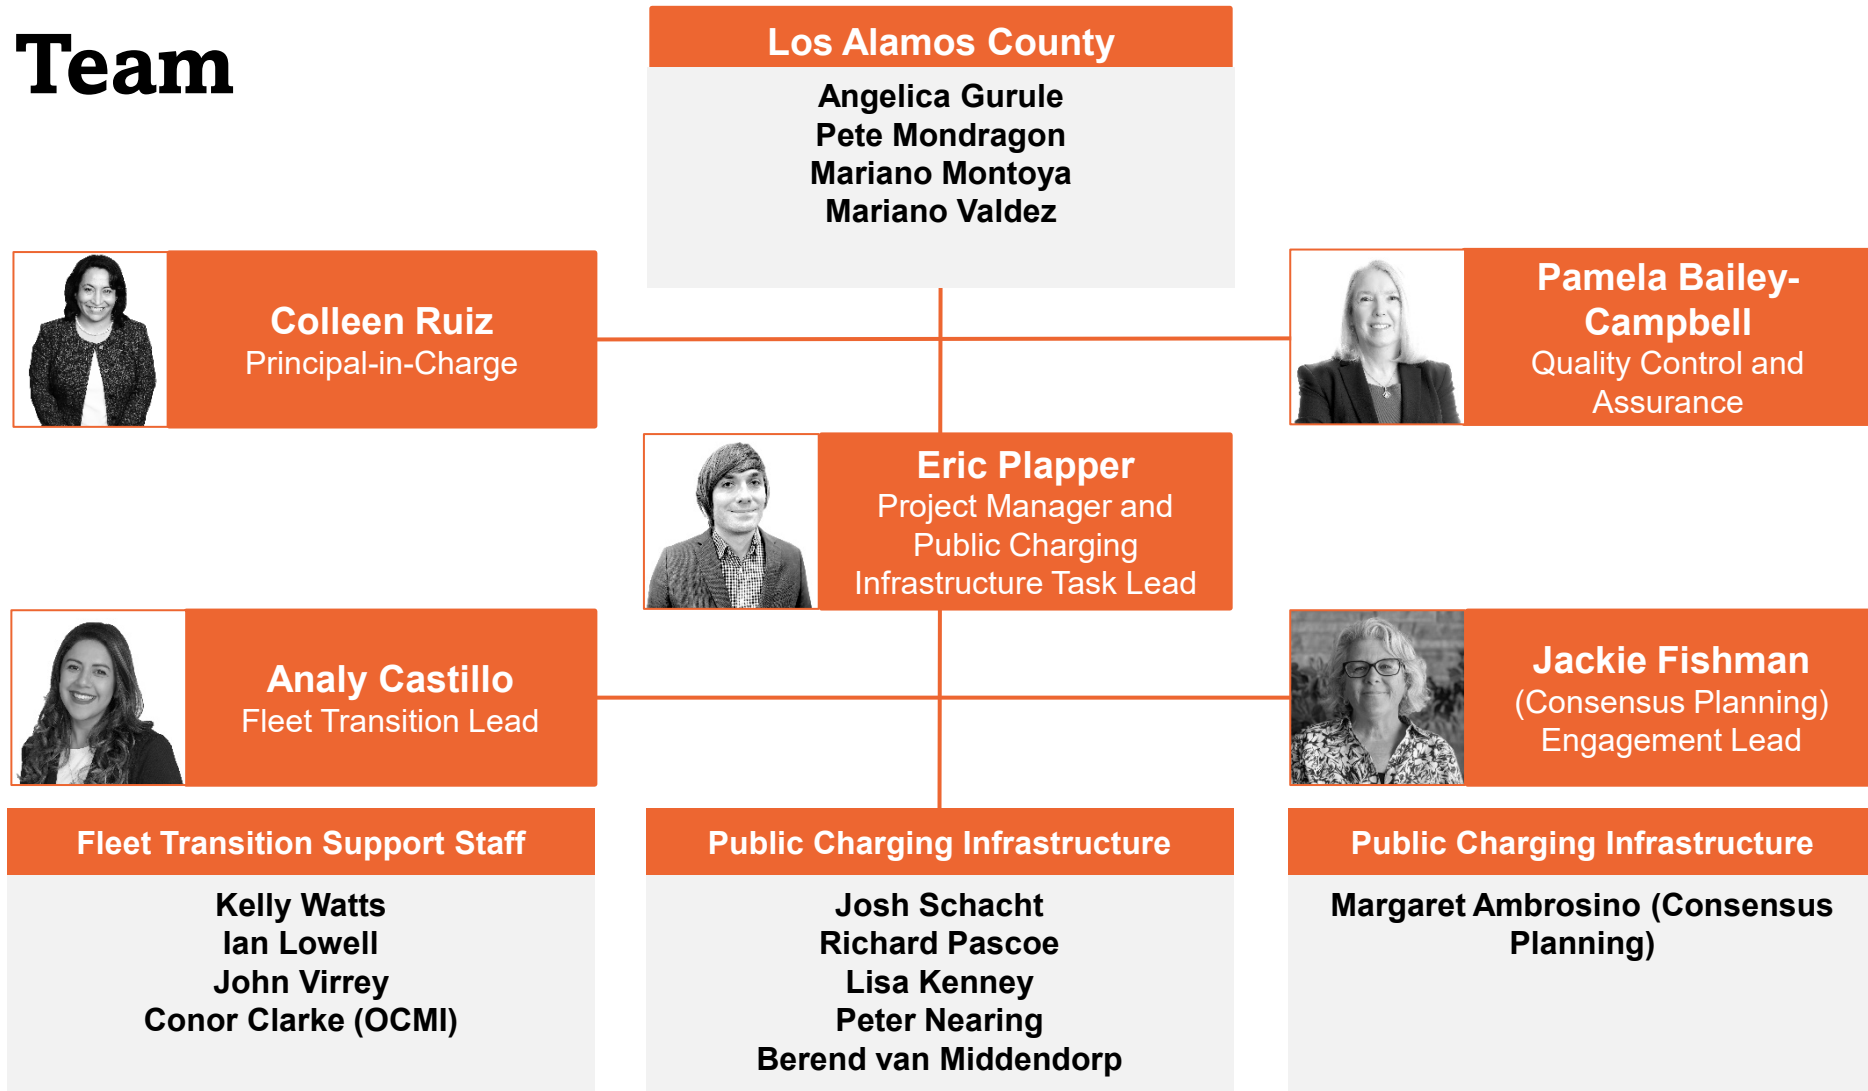 Team
Los Alamos County
Angelica Gurule
Pete Mondragon
Mariano Montoya
Mariano Valdez
Colleen Ruiz
Principal-in-Charge
Pamela Bailey-
Campbell
Quality Control and
Assurance
Eric Plapper
Project Manager and
Public Charging
Infrastructure Task Lead
Analy Castillo
Fleet Transition Lead
Jackie Fishman
(Consensus Planning)
Engagement Lead
Fleet Transition Support Staff
Kelly Watts
Ian Lowell
John Virrey
Conor Clarke (OCMI)
Public Charging Infrastructure
Josh Schacht
Richard Pascoe
Lisa Kenney
Peter Nearing
Berend van Middendorp
Public Charging Infrastructure
Margaret Ambrosino (Consensus
Planning)